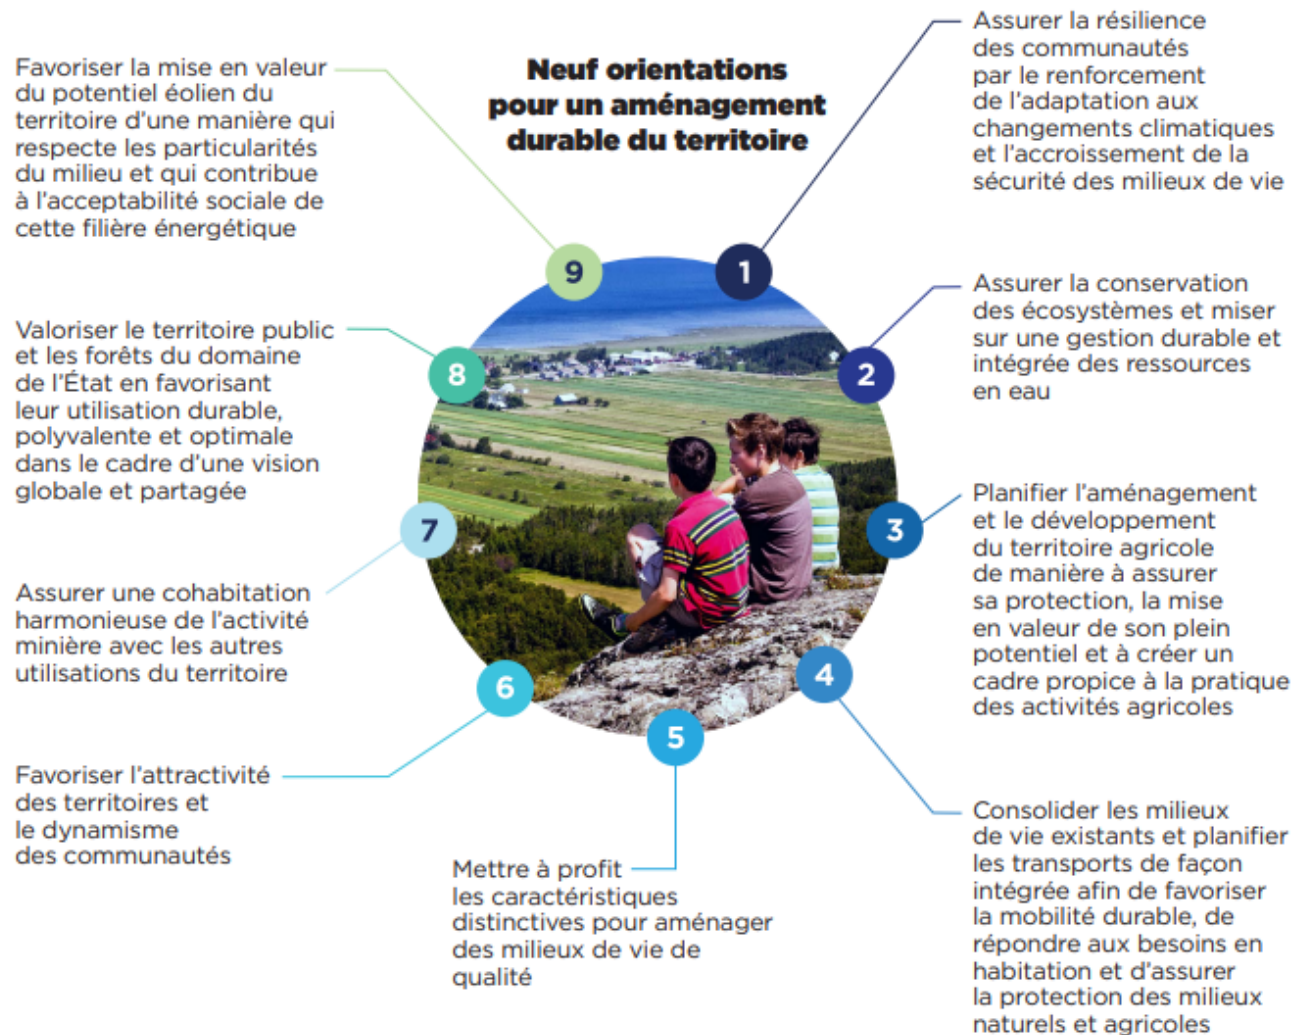 Neuf orientations
pour un aménagement
durable du territoire
1
Assurer la résilience
des communautés
par le renforcement
de l'adaptation aux
changements climatiques
et l'accroissement de la
sécurité des milieux de vie
2
Assurer la conservation
des écosystèmes et miser
sur une gestion durable et
intégrée des ressources
en eau
3
Planifier l'aménagement
et le développement
du territoire agricole
de manière à assurer
sa protection, la mise
en valeur de son plein
potentiel et à créer un
cadre propice à la pratique
des activités agricoles
4
Consolider les milieux
de vie existants et planifier
les transports de façon
intégrée afin de favoriser
la mobilité durable, de
répondre aux besoins en
habitation et d'assurer
la protection des milieux
naturels et agricoles
5
Mettre à profit
les caractéristiques
distinctives pour aménager
des milieux de vie de
qualité
6
Favoriser l'attractivité
des territoires et
le dynamisme
des communautés
7
Assurer une cohabitation
harmonieuse de l'activité
minière avec les autres
utilisations du territoire
8
Valoriser le territoire public
et les forêts du domaine
de l'État en favorisant
leur utilisation durable,
polyvalente et optimale
dans le cadre d'une vision
globale et partagée
9
Favoriser la mise en valeur
du potentiel éolien du
territoire d'une manière qui
respecte les particularités
du milieu et qui contribue
à l'acceptabilité sociale de
cette filière énergétique